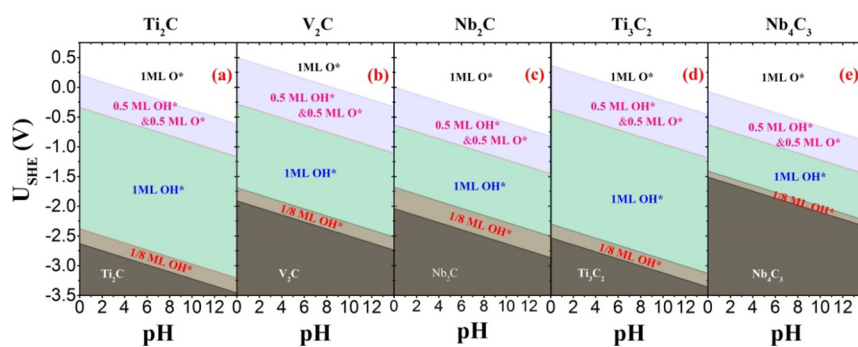 Ti₂C V₂C Nb₂C Ti₃C₂ Nb₄C₃
U_SHE (V)
0.5
0.0
-0.5
-1.0
-1.5
-2.0
-2.5
-3.0
-3.5
1ML O* (a)
0.5 ML OH*
&0.5 ML O*
1ML OH*
1/8 ML OH*
Ti₂C
0 2 4 6 8 10 12
pH
1ML O* (b)
0.5 ML OH*
&0.5 ML O*
1ML OH*
1/8 ML OH*
V₂C
0 2 4 6 8 10 12
pH
1ML O* (c)
0.5 ML OH*
&0.5 ML O*
1ML OH*
1/8 ML OH*
Nb₂C
0 2 4 6 8 10 12
pH
1ML O* (d)
0.5 ML OH*
&0.5 ML O*
1ML OH*
1/8 ML OH*
Ti₃C₂
0 2 4 6 8 10 12
pH
1ML O* (e)
0.5 ML OH*
&0.5 ML O*
1ML OH*
1/8 ML OH*
Nb₄C₃
0 2 4 6 8 10 12
pH